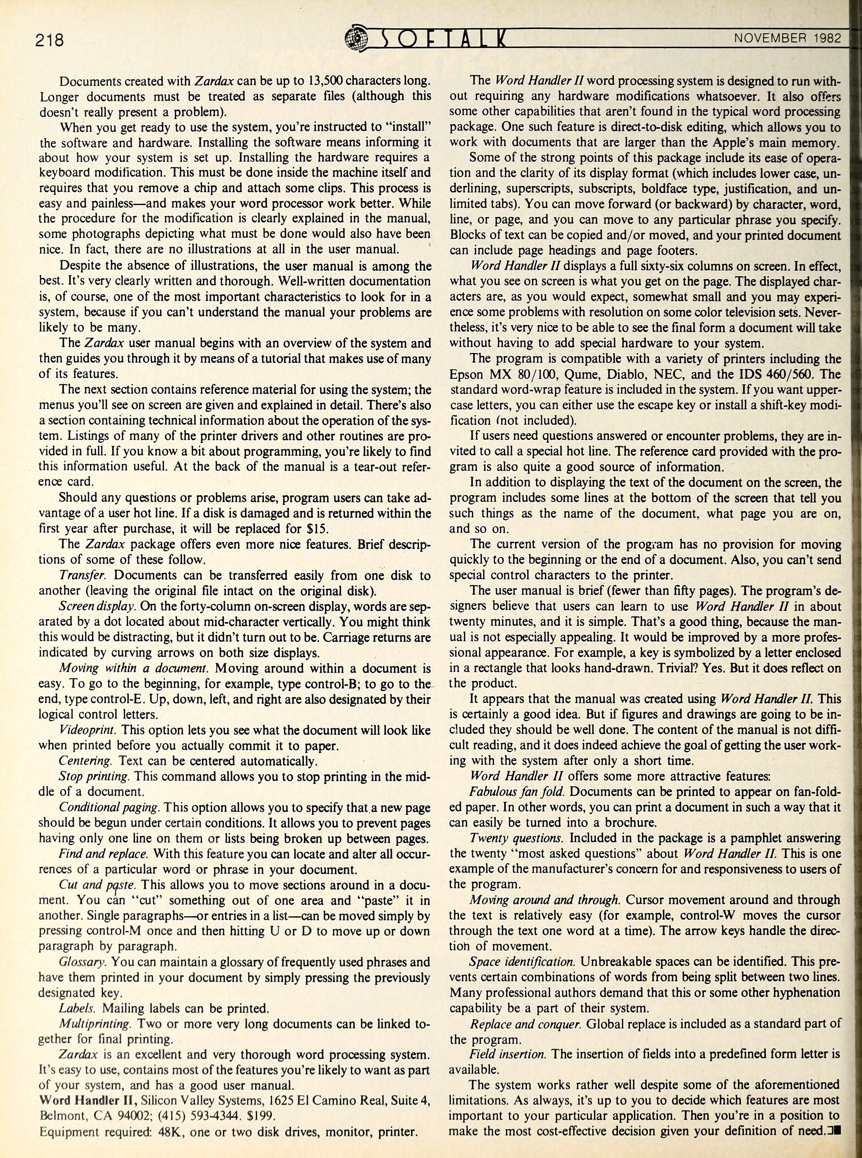 218
SOFTALK
NOVEMBER 1982
Documents created with Zardax can be up to 13,500 characters long.
Longer documents must be treated as separate files (although this
doesn't really present a problem).
When you get ready to use the system, you're instructed to "install"
the software and hardware. Installing the software means informing it
about how your system is set up. Installing the hardware requires a
keyboard modification. This must be done inside the machine itself and
requires that you remove a chip and attach some clips. This process is
easy and painless—and makes your word processor work better. While
the procedure for the modification is clearly explained in the manual,
some photographs depicting what must be done would also have been
nice. In fact, there are no illustrations at all in the user manual.
Despite the absence of illustrations, the user manual is among the
best. It's very clearly written and thorough. Well-written documentation
is, of course, one of the most important characteristics to look for in a
system, because if you can't understand the manual your problems are
likely to be many.
The Zardax user manual begins with an overview of the system and
then guides you through it by means of a tutorial that makes use of many
of its features.
The next section contains reference material for using the system; the
menus you'll see on screen are given and explained in detail. There's also
a section containing technical information about the operation of the sys-
tem. Listings of many of the printer drivers and other routines are pro-
vided in full. If you know a bit about programming, you're likely to find
this information useful. At the back of the manual is a tear-out refer-
ence card.
Should any questions or problems arise, program users can take ad-
vantage of a user hot line. If a disk is damaged and is returned within the
first year after purchase, it will be replaced for $15.
The Zardax package offers even more nice features. Brief descrip-
tions of some of these follow.
Transfer. Documents can be transferred easily from one disk to
another (leaving the original file intact on the original disk).
Screen display. On the forty-column on-screen display, words are sep-
arated by a dot located about mid-character vertically. You might think
this would be distracting, but it didn't turn out to be. Carriage returns are
indicated by curving arrows on both size displays.
Moving within a document. Moving around within a document is
easy. To go to the beginning, for example, type control-B; to go to the
end, type control-E. Up, down, left, and right are also designated by their
logical control letters.
Videoprint. This option lets you see what the document will look like
when printed before you actually commit it to paper.
Centering. Text can be centered automatically.
Stop printing. This command allows you to stop printing in the mid-
dle of a document.
Conditional paging. This option allows you to specify that a new page
should be begun under certain conditions. It allows you to prevent pages
having only one line on them or lists being broken up between pages.
Find and replace. With this feature you can locate and alter all occur-
rences of a particular word or phrase in your document.
Cut and paste. This allows you to move sections around in a docu-
ment. You can "cut" something out of one area and "paste" it in
another. Single paragraphs—or entries in a list—can be moved simply by
pressing control-M once and then hitting U or D to move up or down
paragraph by paragraph.
Glossary. You can maintain a glossary of frequently used phrases and
have them printed in your document by simply pressing the previously
designated key.
Labels. Mailing labels can be printed.
Multiprinting. Two or more very long documents can be linked to-
gether for final printing.
Zardax is an excellent and very thorough word processing system.
It's easy to use, contains most of the features you're likely to want as part
of your system, and has a good user manual.
Word Handler II, Silicon Valley Systems, 1625 El Camino Real, Suite 4,
Belmont, CA 94002; (415) 593-4344. $199.
Equipment required: 48K, one or two disk drives, monitor, printer.
The Word Handler II word processing system is designed to run with-
out requiring any hardware modifications whatsoever. It also offers
some other capabilities that aren't found in the typical word processing
package. One such feature is direct-to-disk editing, which allows you to
work with documents that are larger than the Apple's main memory.
Some of the strong points of this package include its ease of opera-
tion and the clarity of its display format (which includes lower case, un-
derlining, superscripts, subscripts, boldface type, justification, and un-
limited tabs). You can move forward (or backward) by character, word,
line, or page, and you can move to any particular phrase you specify.
Blocks of text can be copied and/or moved, and your printed document
can include page headings and page footers.
Word Handler II displays a full sixty-six columns on screen. In effect,
what you see on screen is what you get on the page. The displayed char-
acters are, as you would expect, somewhat small and you may experi-
ence some problems with resolution on some color television sets. Never-
theless, it's very nice to be able to see the final form a document will take
without having to add special hardware to your system.
The program is compatible with a variety of printers including the
Epson MX 80/100, Qume, Diablo, NEC, and the IDS 460/560. The
standard word-wrap feature is included in the system. If you want upper-
case letters, you can either use the escape key or install a shift-key modi-
fication (not included).
If users need questions answered or encounter problems, they are in-
vited to call a special hot line. The reference card provided with the pro-
gram is also quite a good source of information.
In addition to displaying the text of the document on the screen, the
program includes some lines at the bottom of the screen that tell you
such things as the name of the document, what page you are on,
and so on.
The current version of the program has no provision for moving
quickly to the beginning or the end of a document. Also, you can't send
special control characters to the printer.
The user manual is brief (fewer than fifty pages). The program's de-
signers believe that users can learn to use Word Handler II in about
twenty minutes, and it is simple. That's a good thing, because the man-
ual is not especially appealing. It would be improved by a more profes-
sional appearance. For example, a key is symbolized by a letter enclosed
in a rectangle that looks hand-drawn. Trivial? Yes. But it does reflect on
the product.
It appears that the manual was created using Word Handler II. This
is certainly a good idea. But if figures and drawings are going to be in-
cluded they should be well done. The content of the manual is not diffi-
cult reading, and it does indeed achieve the goal of getting the user work-
ing with the system after only a short time.
Word Handler II offers some more attractive features:
Fabulous fan fold. Documents can be printed to appear on fan-fold-
ed paper. In other words, you can print a document in such a way that it
can easily be turned into a brochure.
Twenty questions. Included in the package is a pamphlet answering
the twenty "most asked questions" about Word Handler II. This is one
example of the manufacturer's concern for and responsiveness to users of
the program.
Moving around and through. Cursor movement around and through
the text is relatively easy (for example, control-W moves the cursor
through the text one word at a time). The arrow keys handle the direc-
tion of movement.
Space identification. Unbreakable spaces can be identified. This pre-
vents certain combinations of words from being split between two lines.
Many professional authors demand that this or some other hyphenation
capability be a part of their system.
Replace and conquer. Global replace is included as a standard part of
the program.
Field insertion. The insertion of fields into a predefined form letter is
available.
The system works rather well despite some of the aforementioned
limitations. As always, it's up to you to decide which features are most
important to your particular application. Then you're in a position to
make the most cost-effective decision given your definition of need.